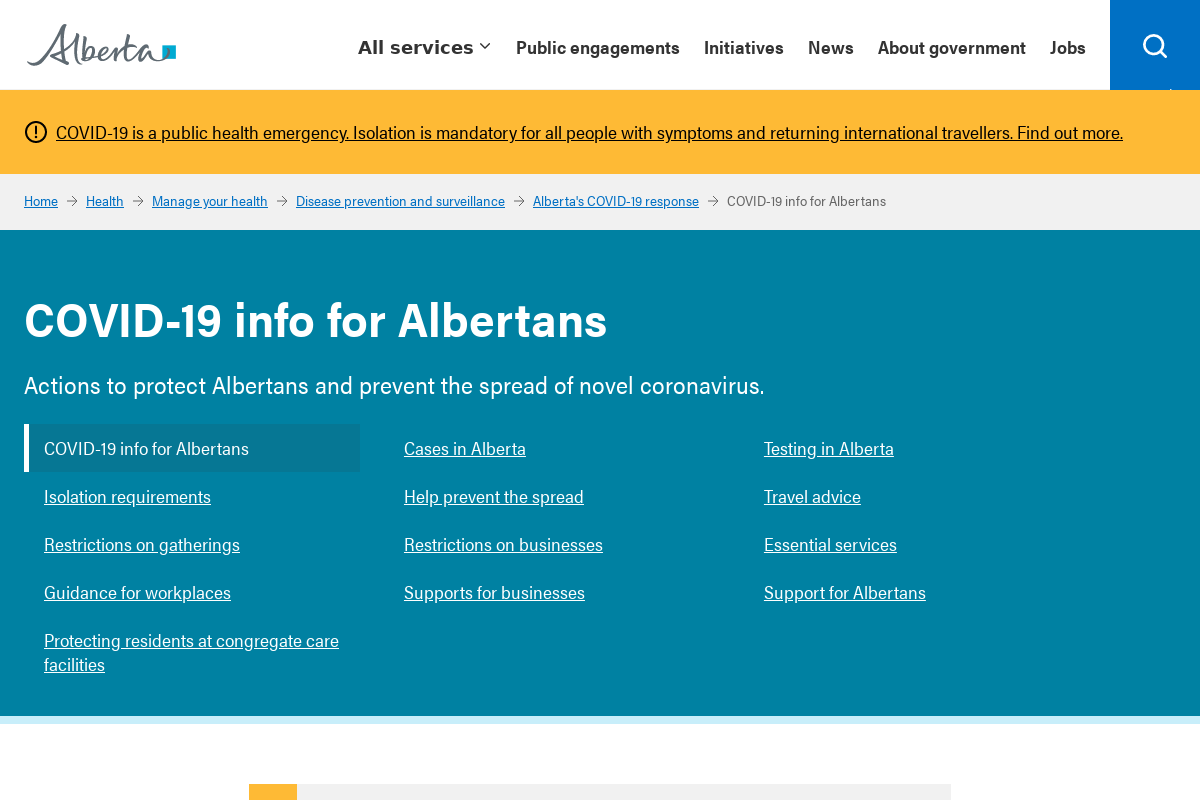 Alberta
All services
Public engagements
Initiatives
News
About government
Jobs
COVID-19 is a public health emergency. Isolation is mandatory for all people with symptoms and returning international travellers. Find out more.
Home → Health → Manage your health → Disease prevention and surveillance → Alberta's COVID-19 response → COVID-19 info for Albertans
COVID-19 info for Albertans
Actions to protect Albertans and prevent the spread of novel coronavirus.
COVID-19 info for Albertans
Cases in Alberta
Testing in Alberta
Isolation requirements
Help prevent the spread
Travel advice
Restrictions on gatherings
Restrictions on businesses
Essential services
Guidance for workplaces
Supports for businesses
Support for Albertans
Protecting residents at congregate care
facilities